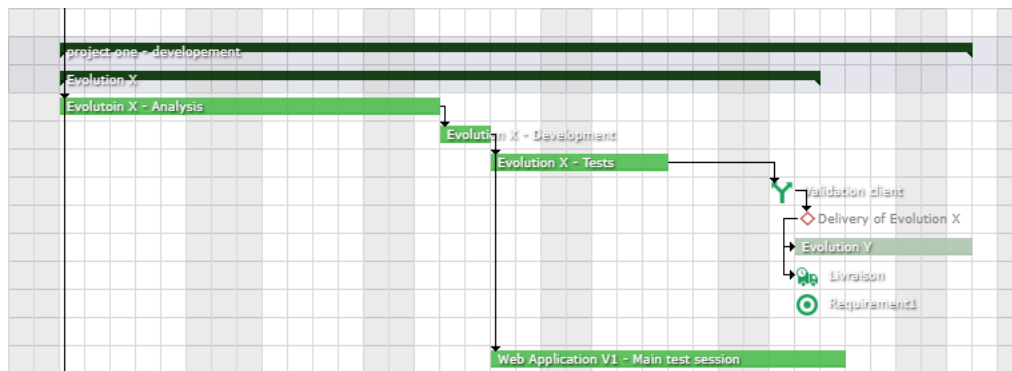 project one - developement
Evolution X
Evolutoin X - Analysis
Evolution X - Development
Evolution X - Tests
Validation client
Delivery of Evolution X
Evolution Y
Livraison
Requirement1
Web Application V1 - Main test session